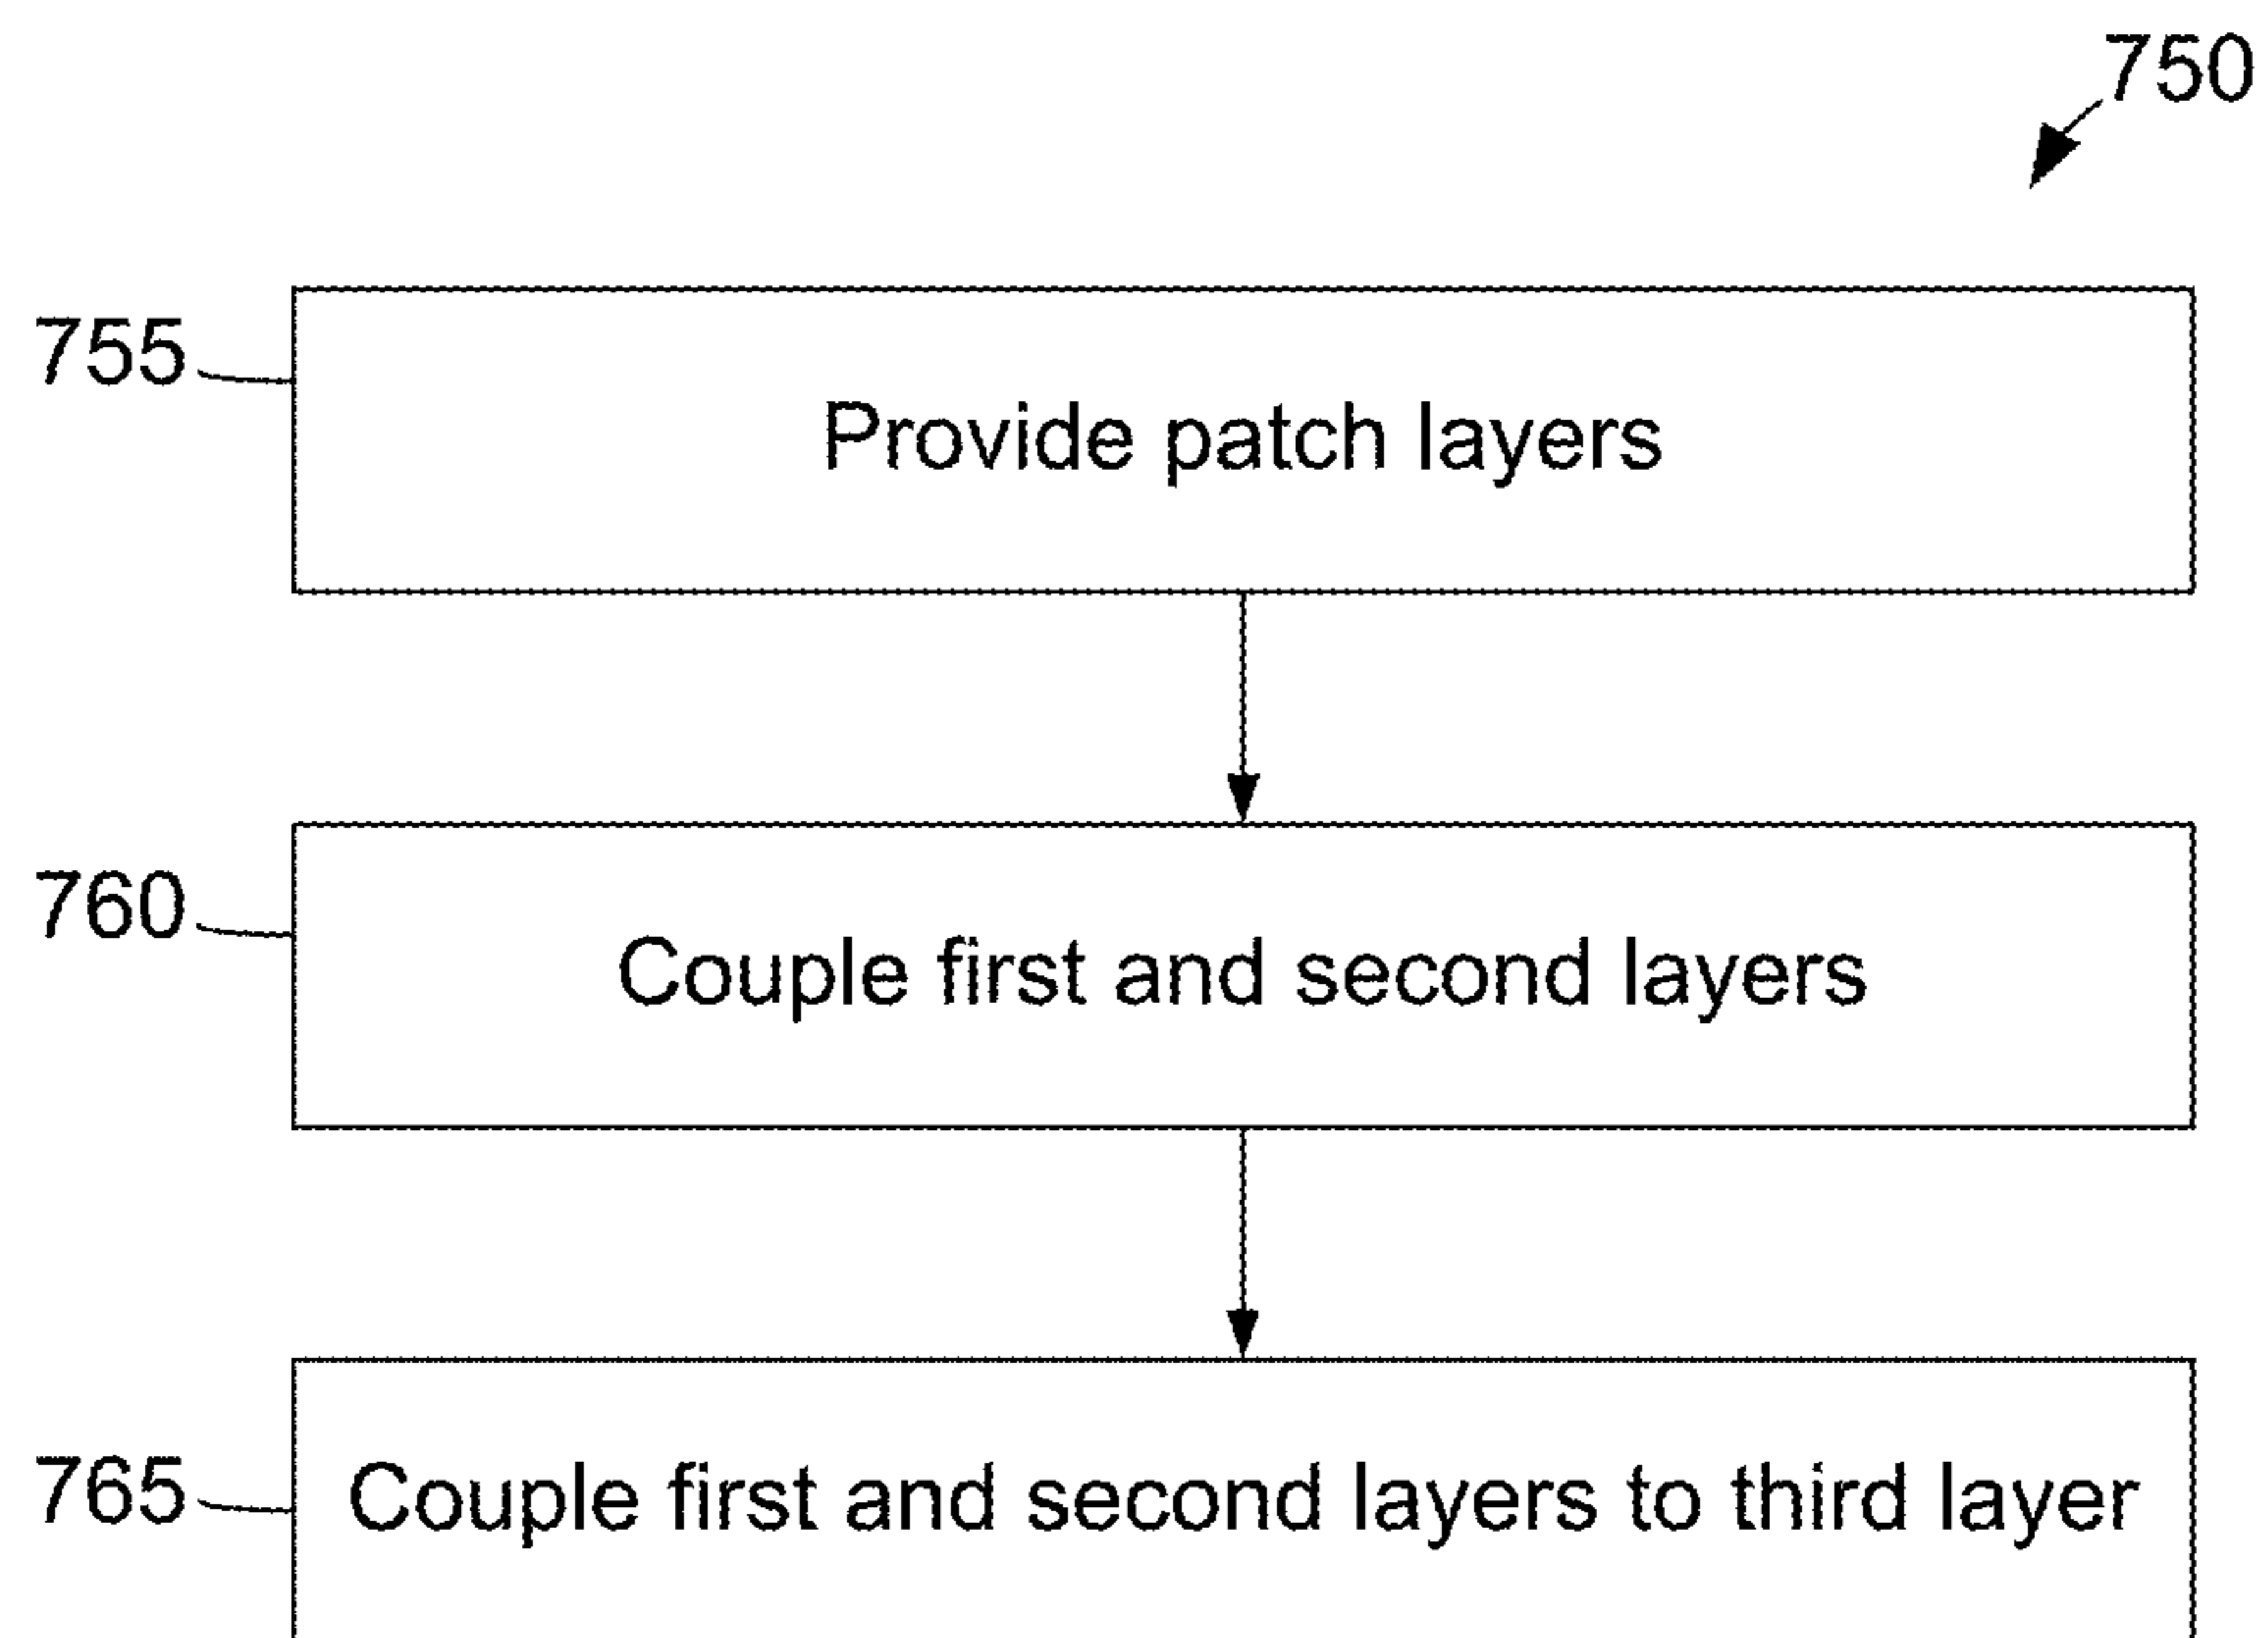 750
755
Provide patch layers
760
Couple first and second layers
765
Couple first and second layers to third layer